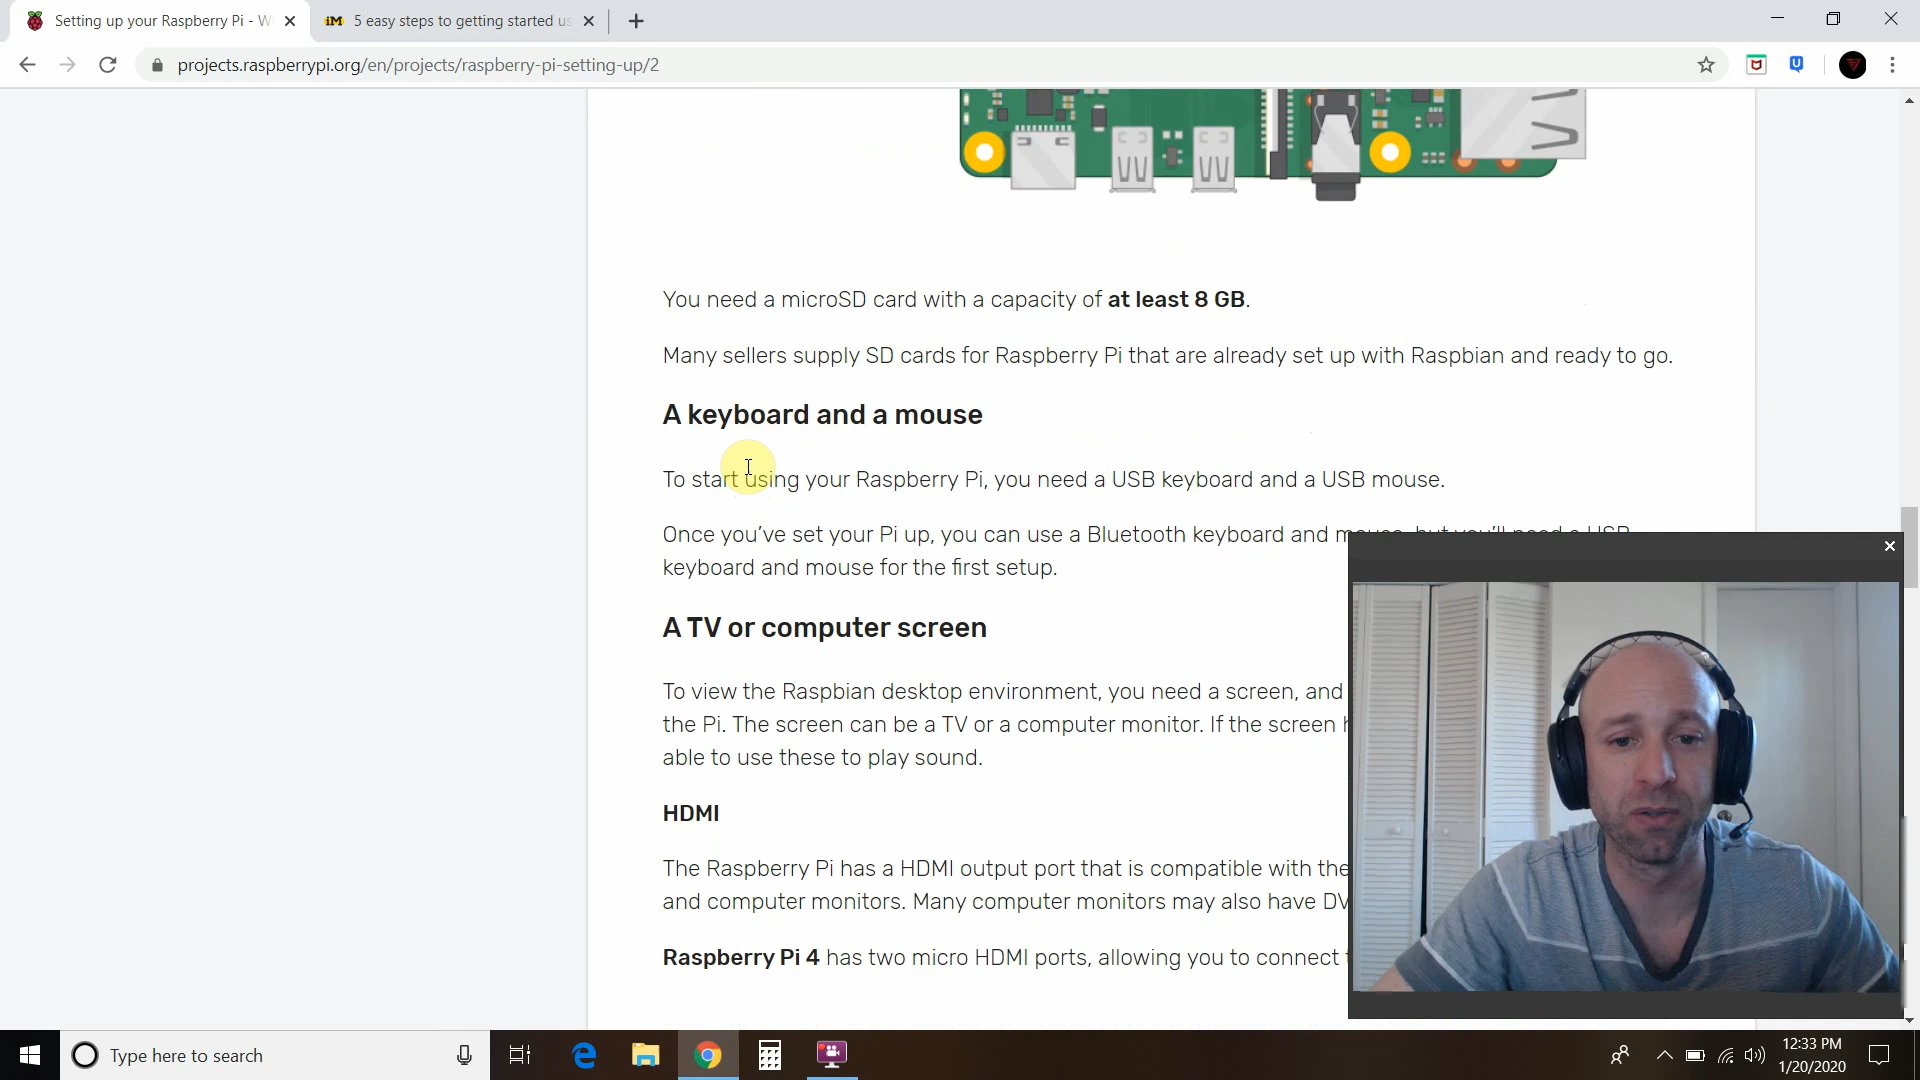 Setting up your Raspberry Pi - W
5 easy steps to getting started us
projects.raspberrypi.org/en/projects/raspberry-pi-setting-up/2
You need a microSD card with a capacity of at least 8 GB.
Many sellers supply SD cards for Raspberry Pi that are already set up with Raspbian and ready to go.
A keyboard and a mouse
To start using your Raspberry Pi, you need a USB keyboard and a USB mouse.
Once you've set your Pi up, you can use a Bluetooth keyboard and mouse, but you'll need a USB
keyboard and mouse for the first setup.
A TV or computer screen
To view the Raspbian desktop environment, you need a screen, and
the Pi. The screen can be a TV or a computer monitor. If the screen
able to use these to play sound.
HDMI
The Raspberry Pi has a HDMI output port that is compatible with the
and computer monitors. Many computer monitors may also have DV
Raspberry Pi 4 has two micro HDMI ports, allowing you to connect
Type here to search
12:33 PM
1/20/2020